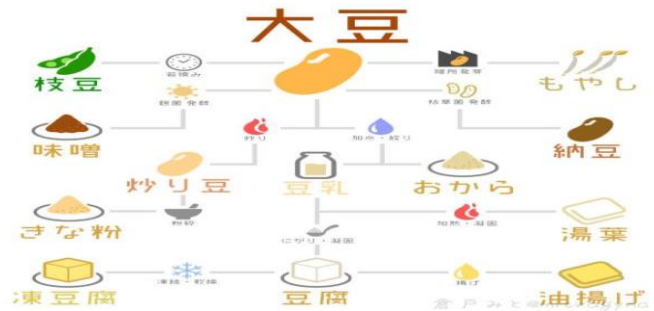 大豆
若摘み
暗所発芽
枝豆
もやし
麹菌発酵
枯草菌発酵
炒り
加水・絞り
味噌
納豆
炒り豆
豆乳
おから
きな粉
粉砕
加熱・凝固
湯葉
にがり・凝固
凍結・乾燥
揚げ
凍豆腐
豆腐
油揚げ